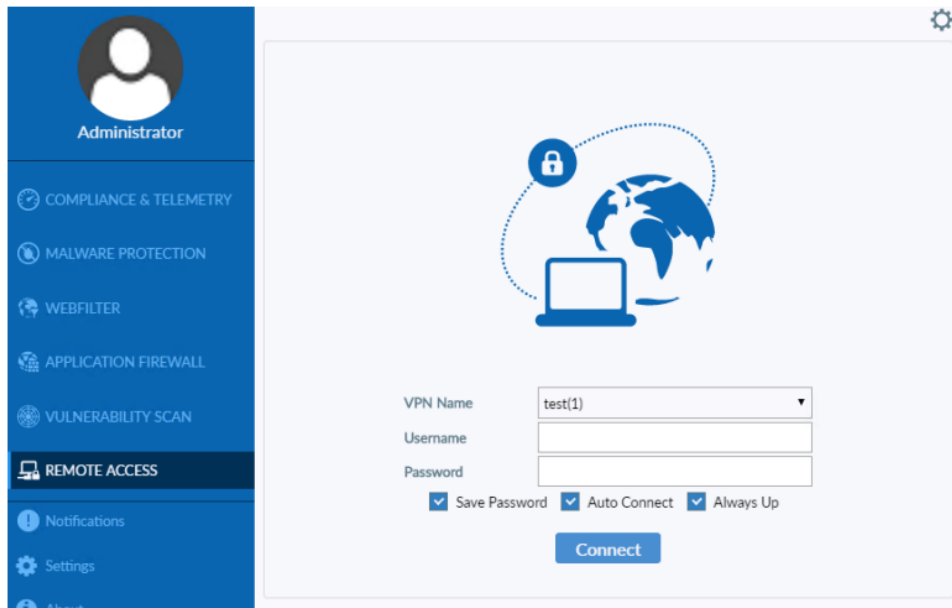 Administrator
COMPLIANCE & TELEMETRY
MALWARE PROTECTION
WEBFILTER
APPLICATION FIREWALL
VULNERABILITY SCAN
REMOTE ACCESS
Notifications
Settings
About
VPN Name
test(1)
Username
Password
Save Password
Auto Connect
Always Up
Connect